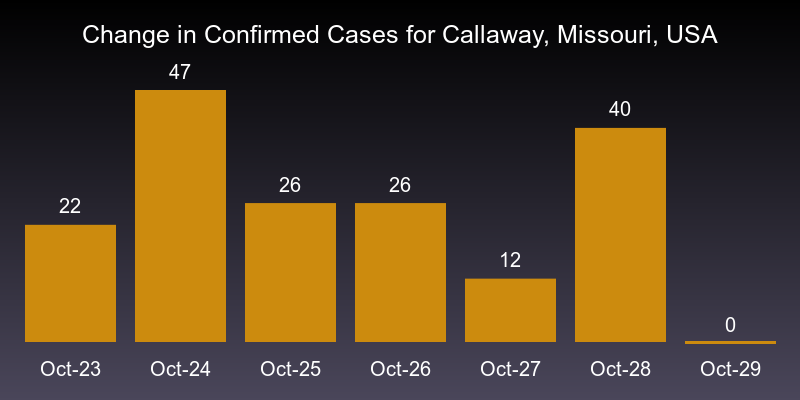 Change in Confirmed Cases for Callaway, Missouri, USA
22
47
26
26
12
40
0
Oct-23
Oct-24
Oct-25
Oct-26
Oct-27
Oct-28
Oct-29